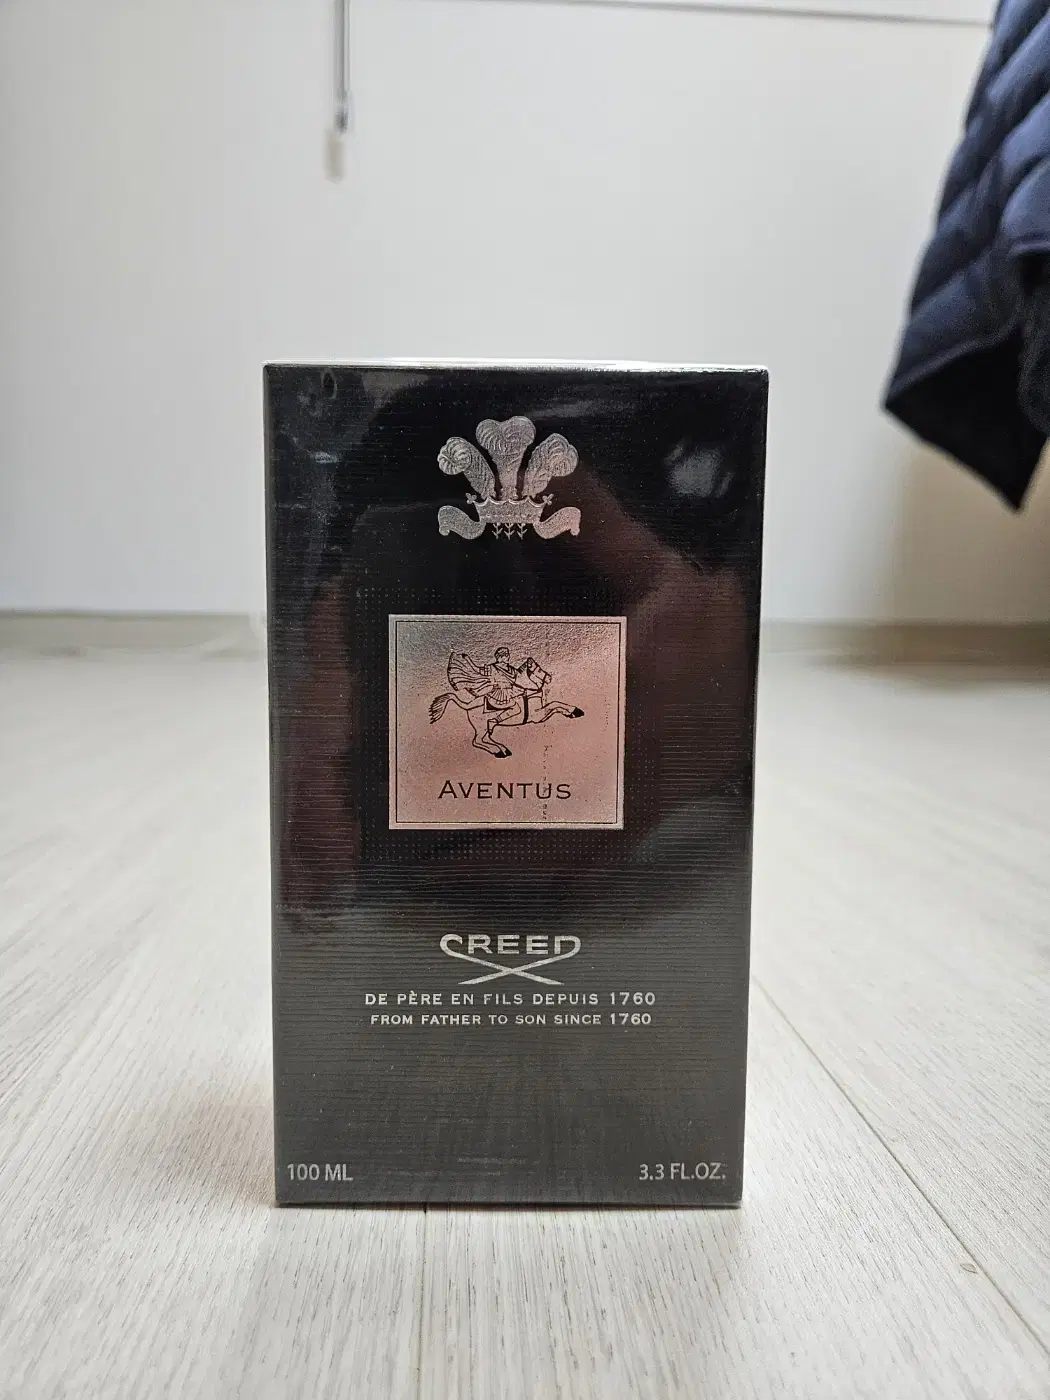 AVENTUS
CREED
DE PÈRE EN FILS DEPUIS 1760
FROM FATHER TO SON SINCE 1760
100 ML
3.3 FL.OZ.